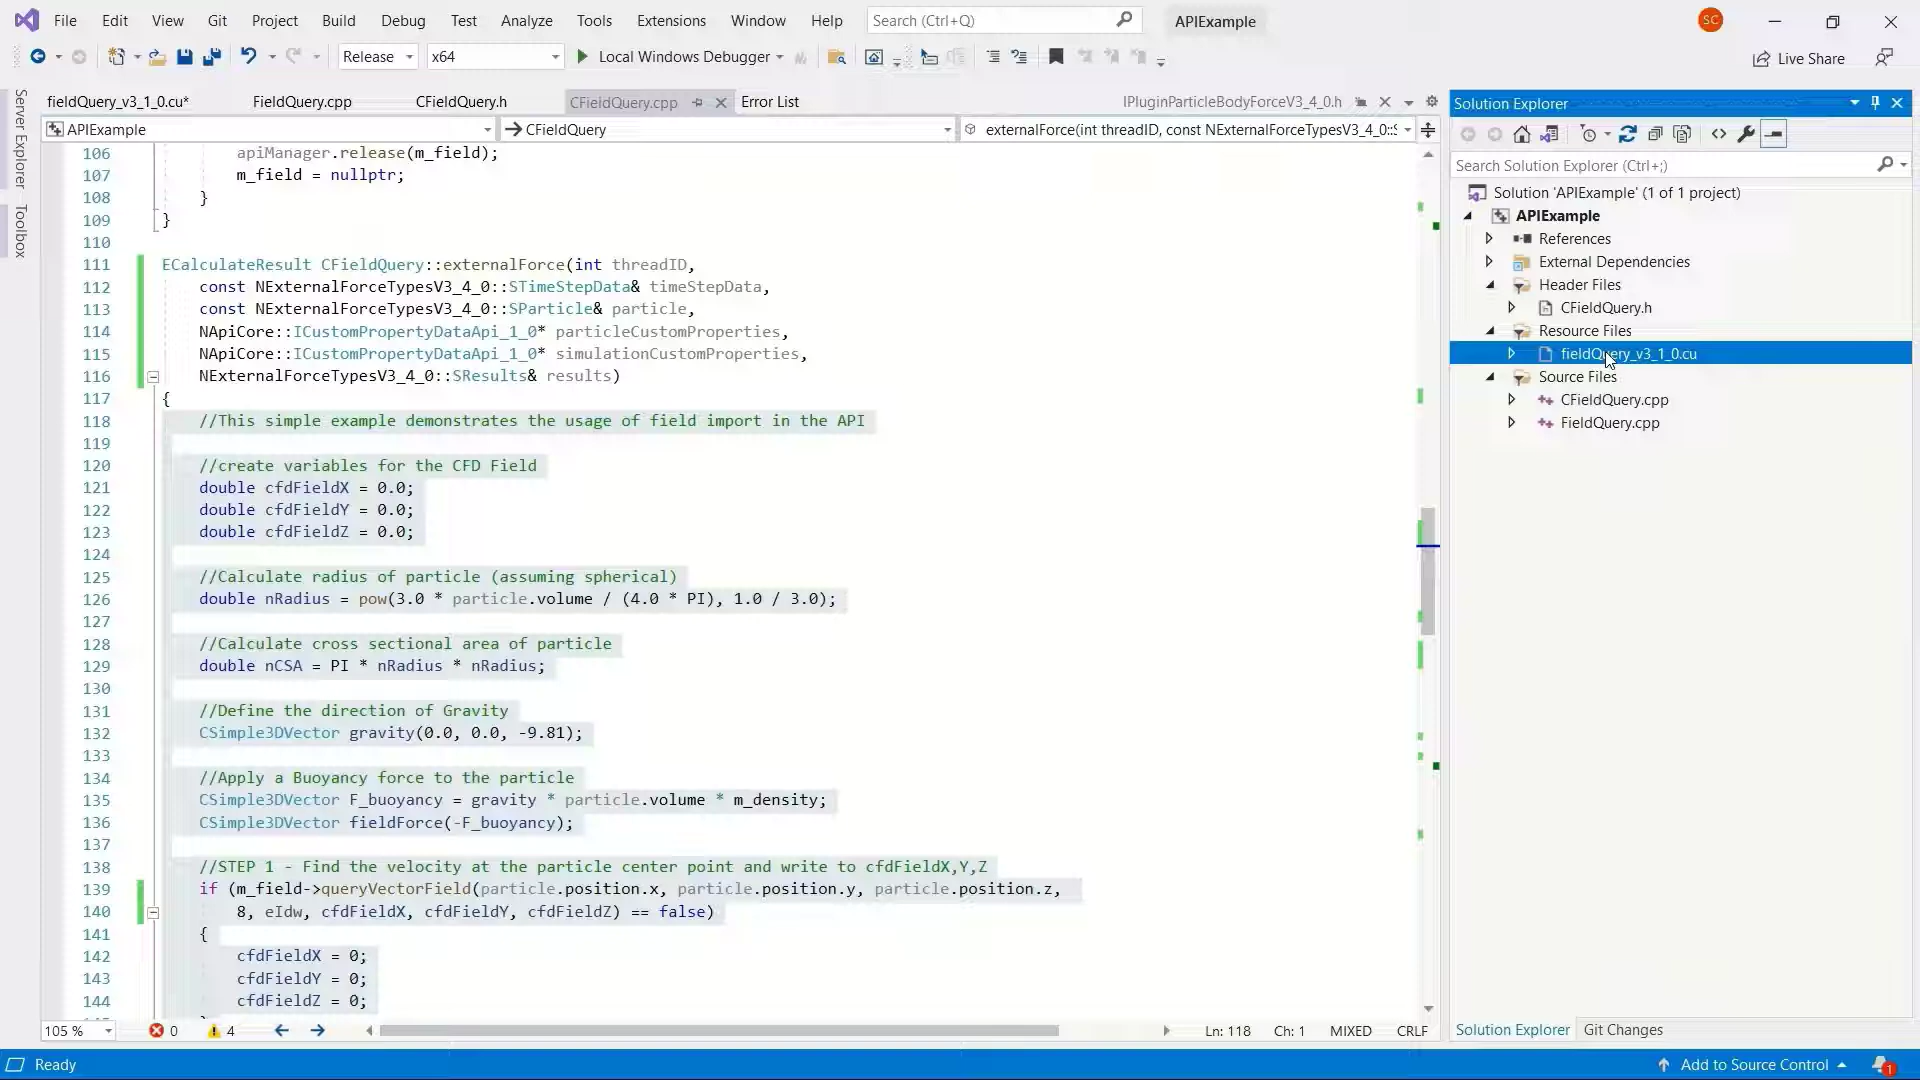 File Edit View Git Project Build Debug Test Analyze Tools Extensions Window Help Search (Ctrl+Q) APIExample SC
Release x64 Local Windows Debugger Live Share
fieldQuery_v3_1_0.cu* FieldQuery.cpp CFieldQuery.h CFieldQuery.cpp Error List IPluginParticleBodyForceV3_4_0.h
APIExample CFieldQuery externalForce(int threadID, const NExternalForceTypesV3_4_0::S
Server Explorer
Toolbox
106 apiManager.release(m_field);
107 m_field = nullptr;
108 }
109 }
110
111 ECalculateResult CFieldQuery::externalForce(int threadID,
112 const NExternalForceTypesV3_4_0::STimeStepData& timeStepData,
113 const NExternalForceTypesV3_4_0::SParticle& particle,
114 NApiCore::ICustomPropertyDataApi_1_0* particleCustomProperties,
115 NApiCore::ICustomPropertyDataApi_1_0* simulationCustomProperties,
116 NExternalForceTypesV3_4_0::SResults& results)
117 {
118 //This simple example demonstrates the usage of field import in the API
119
120 //create variables for the CFD Field
121 double cfdFieldX = 0.0;
122 double cfdFieldY = 0.0;
123 double cfdFieldZ = 0.0;
124
125 //Calculate radius of particle (assuming spherical)
126 double nRadius = pow(3.0 * particle.volume / (4.0 * PI), 1.0 / 3.0);
127
128 //Calculate cross sectional area of particle
129 double nCSA = PI * nRadius * nRadius;
130
131 //Define the direction of Gravity
132 CSimple3DVector gravity(0.0, 0.0, -9.81);
133
134 //Apply a Buoyancy force to the particle
135 CSimple3DVector F_buoyancy = gravity * particle.volume * m_density;
136 CSimple3DVector fieldForce(-F_buoyancy);
137
138 //STEP 1 - Find the velocity at the particle center point and write to cfdFieldX,Y,Z
139 if (m_field->queryVectorField(particle.position.x, particle.position.y, particle.position.z,
140 8, eIdw, cfdFieldX, cfdFieldY, cfdFieldZ) == false)
141 {
142 cfdFieldX = 0;
143 cfdFieldY = 0;
144 cfdFieldZ = 0;
105 % 0 4 Ln: 118 Ch: 1 MIXED CRLF
Solution Explorer
Search Solution Explorer (Ctrl+;)
Solution 'APIExample' (1 of 1 project)
APIExample
References
External Dependencies
Header Files
CFieldQuery.h
Resource Files
fieldQuery_v3_1_0.cu
Source Files
CFieldQuery.cpp
FieldQuery.cpp
Solution Explorer Git Changes
Ready Add to Source Control 1